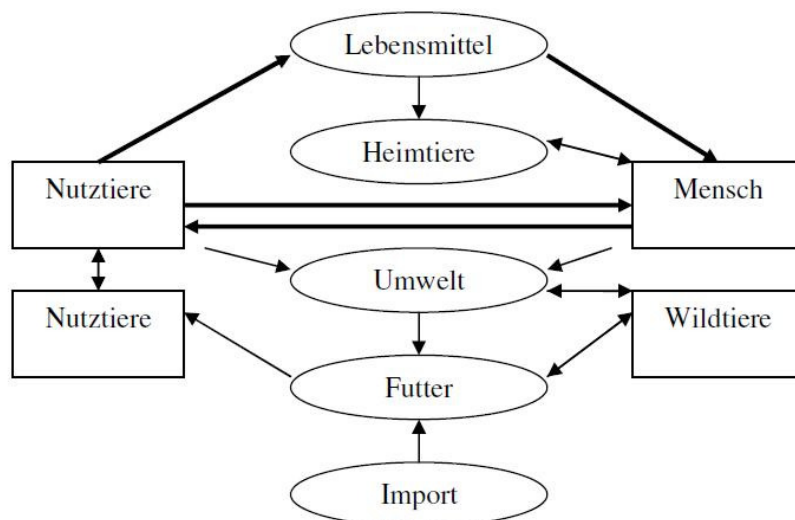 Lebensmittel
Heimtiere
Nutztiere
Mensch
Umwelt
Nutztiere
Wildtiere
Futter
Import